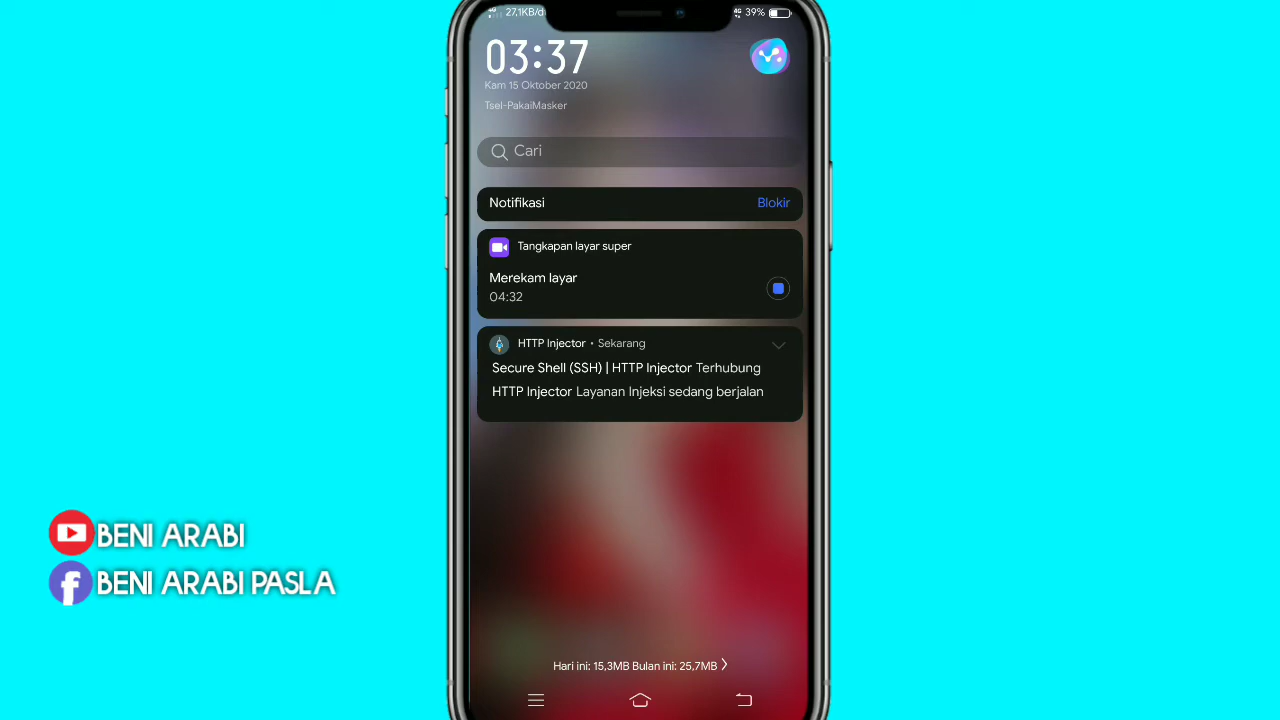 27,1KB/d
4G 39%
03:37
Kam 15 Oktober 2020
Tsel-PakaiMasker
Cari
Notifikasi Blokir
Tangkapan layar super
Merekam layar
04:32
HTTP Injector • Sekarang
Secure Shell (SSH) | HTTP Injector Terhubung
HTTP Injector Layanan Injeksi sedang berjalan
BENI ARABI
f BENI ARABI PASLA
Hari ini: 15,3MB Bulan ini: 25,7MB